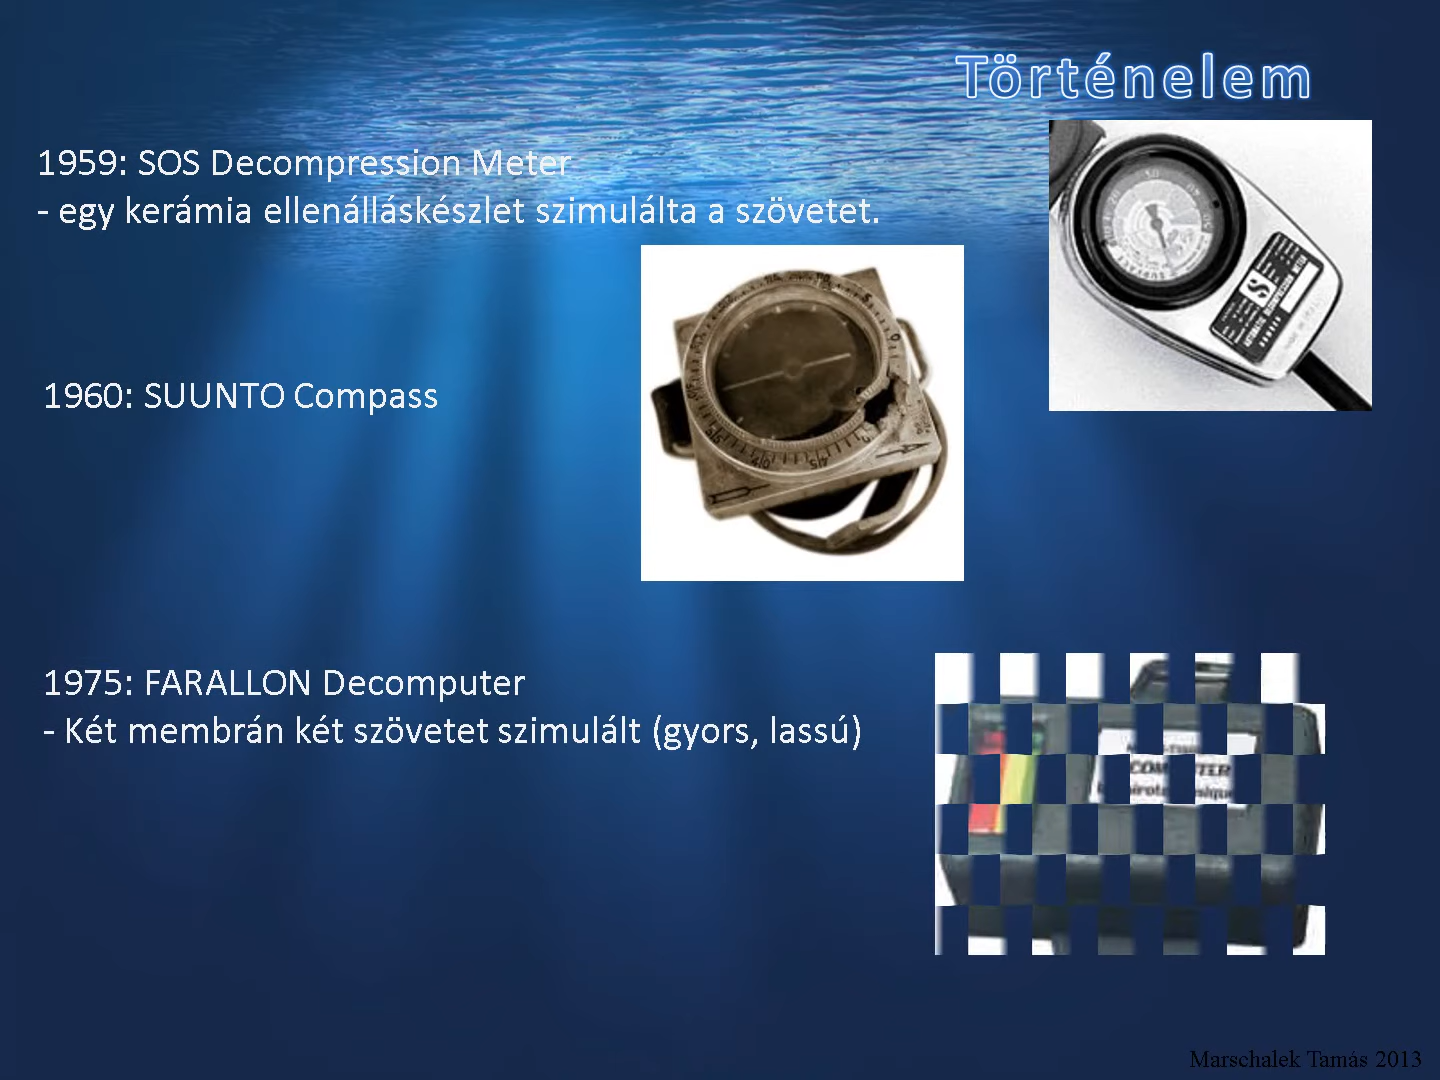 Történelem
1959: SOS Decompression Meter
- egy kerámia ellenálláskészlet szimulálta a szövetet.
1960: SUUNTO Compass
1975: FARALLON Decomputer
- Két membrán két szövetet szimulált (gyors, lassú)
Marschalek Tamás 2013